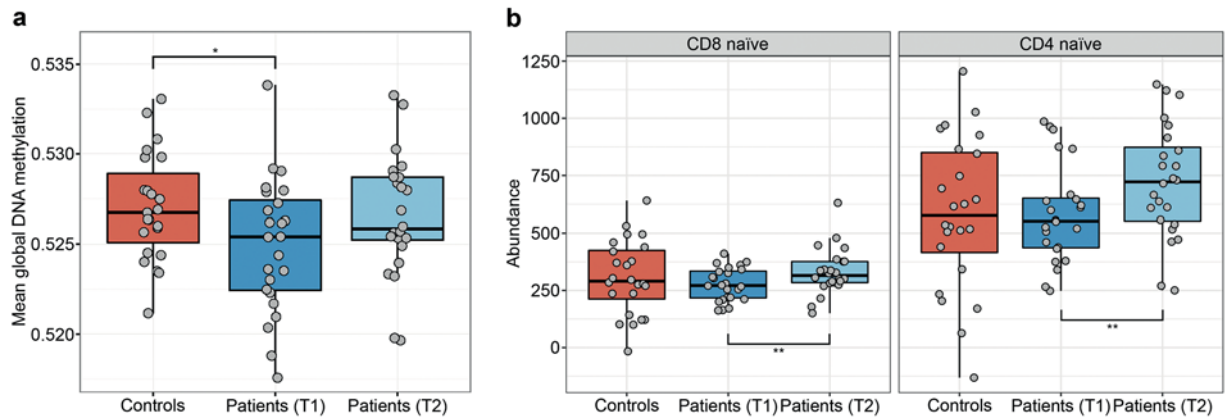 a
Mean global DNA methylation
0.535
0.530
0.525
0.520
*
Controls
Patients (T1)
Patients (T2)
b
CD8 naïve
CD4 naïve
Abundance
1250
1000
750
500
250
0
**
**
Controls
Patients (T1)
Patients (T2)
Controls
Patients (T1)
Patients (T2)